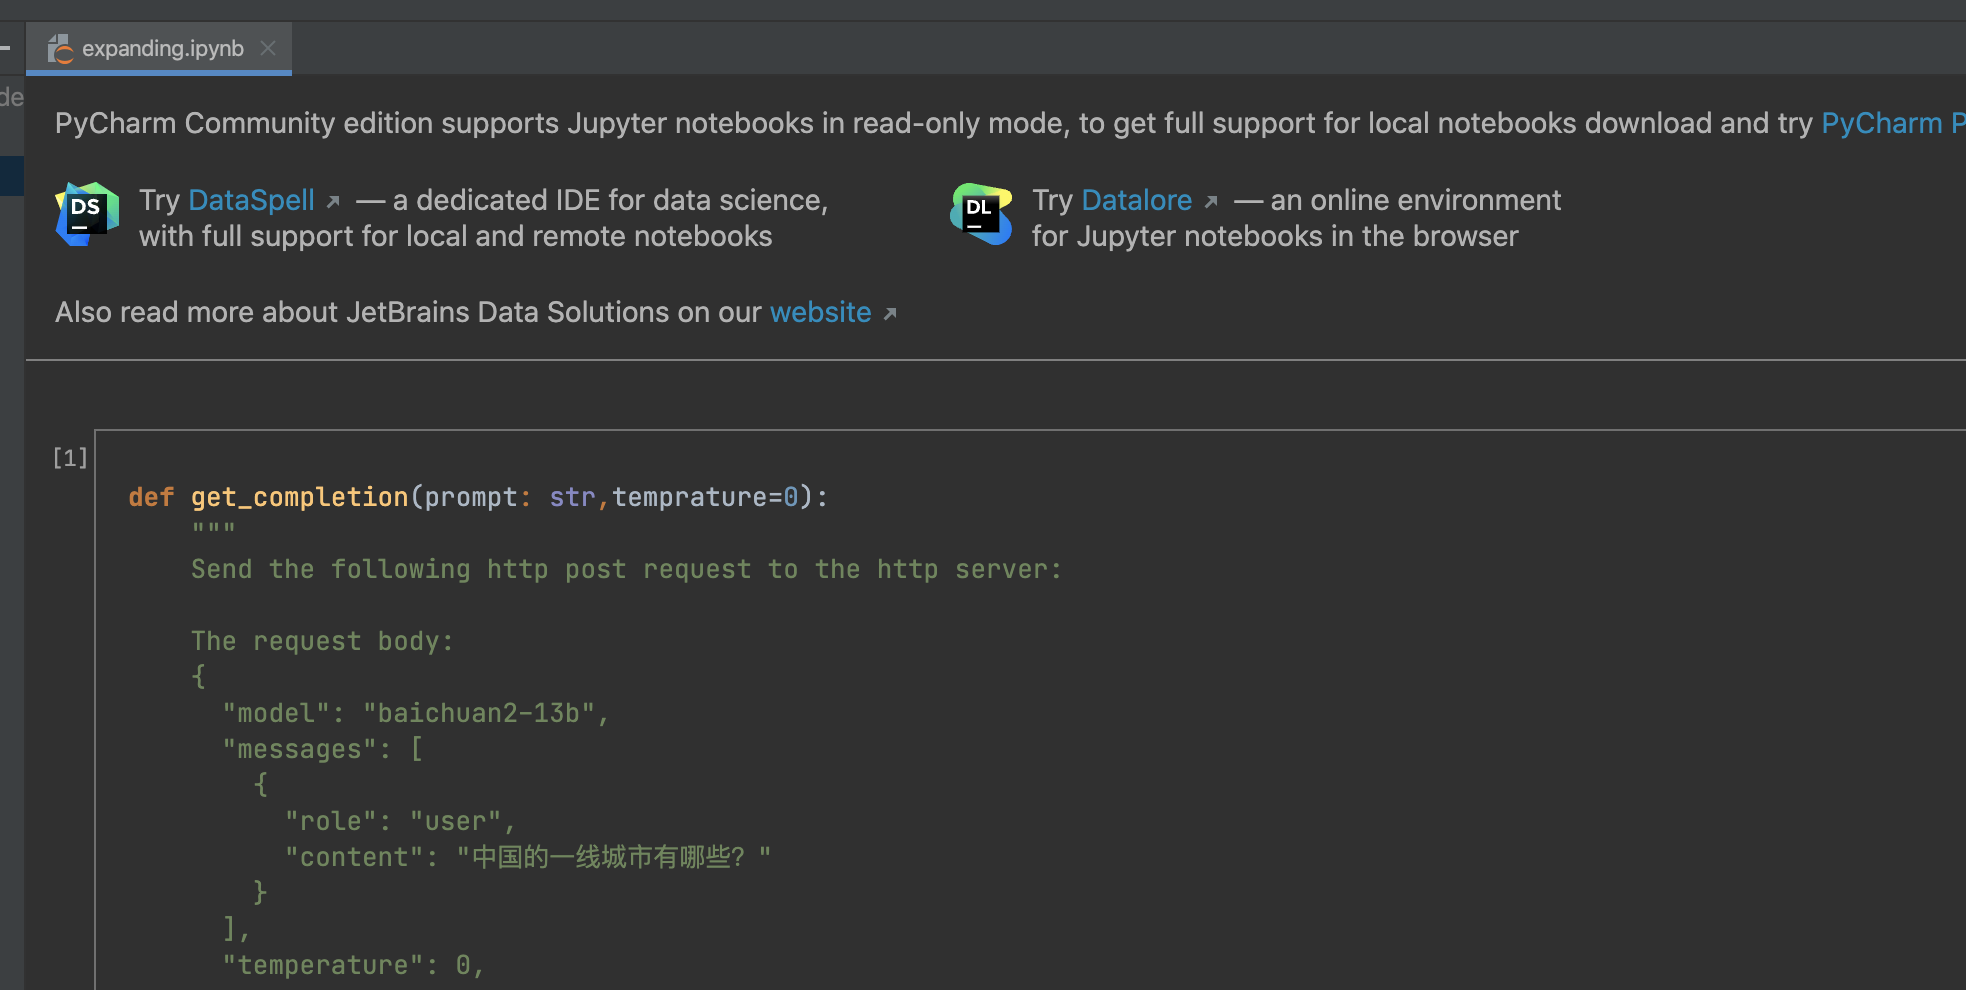 expanding.ipynb
de
PyCharm Community edition supports Jupyter notebooks in read-only mode, to get full support for local notebooks download and try PyCharm P
DS
Try DataSpell ↗ — a dedicated IDE for data science,
with full support for local and remote notebooks
DL
Try Datalore ↗ — an online environment
for Jupyter notebooks in the browser
Also read more about JetBrains Data Solutions on our website ↗
[1]
def get_completion(prompt: str,temprature=0):
"""
Send the following http post request to the http server:
The request body:
{
"model": "baichuan2-13b",
"messages": [
{
"role": "user",
"content": "中国的一线城市有哪些？"
}
],
"temperature": 0,